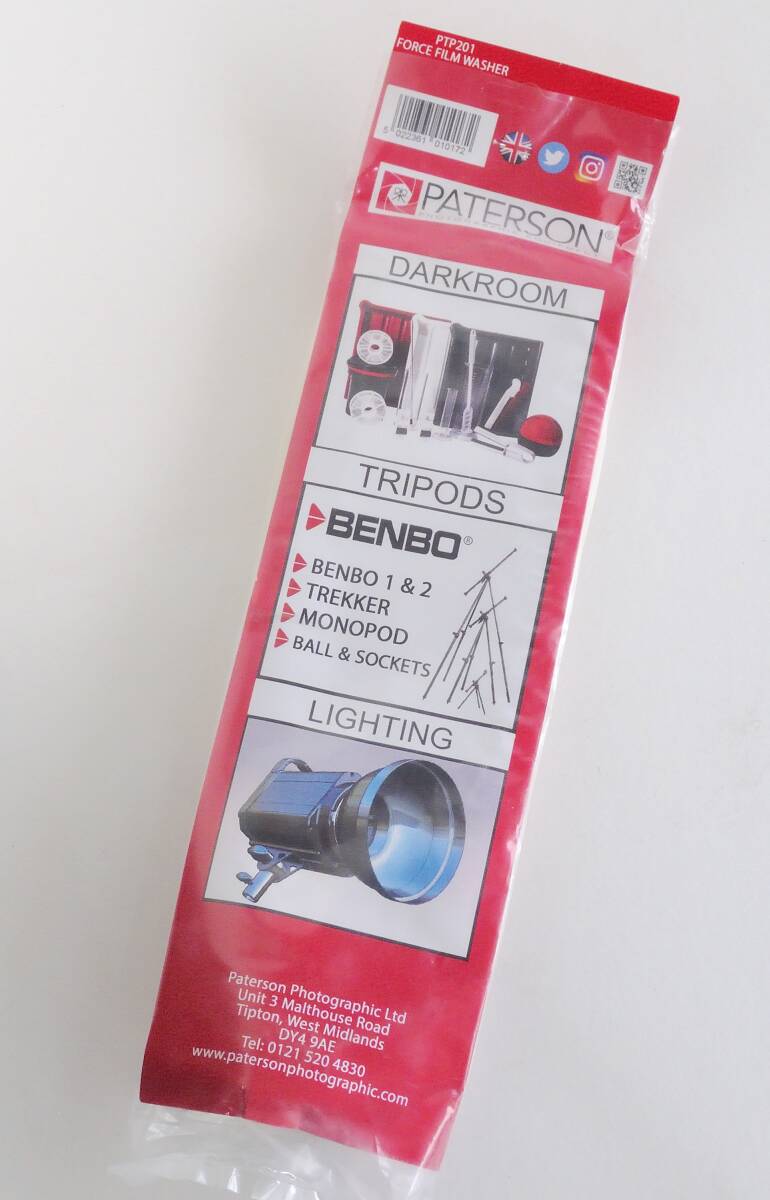 PTP201
FORCE FILM WASHER
5 022361 010172
PATERSON®
DARKROOM
TRIPODS
BENBO®
BENBO 1 & 2
TREKKER
MONOPOD
BALL & SOCKETS
LIGHTING
Paterson Photographic Ltd
Unit 3 Malthouse Road
Tipton, West Midlands
DY4 9AE
Tel: 0121 520 4830
www.patersonphotographic.com